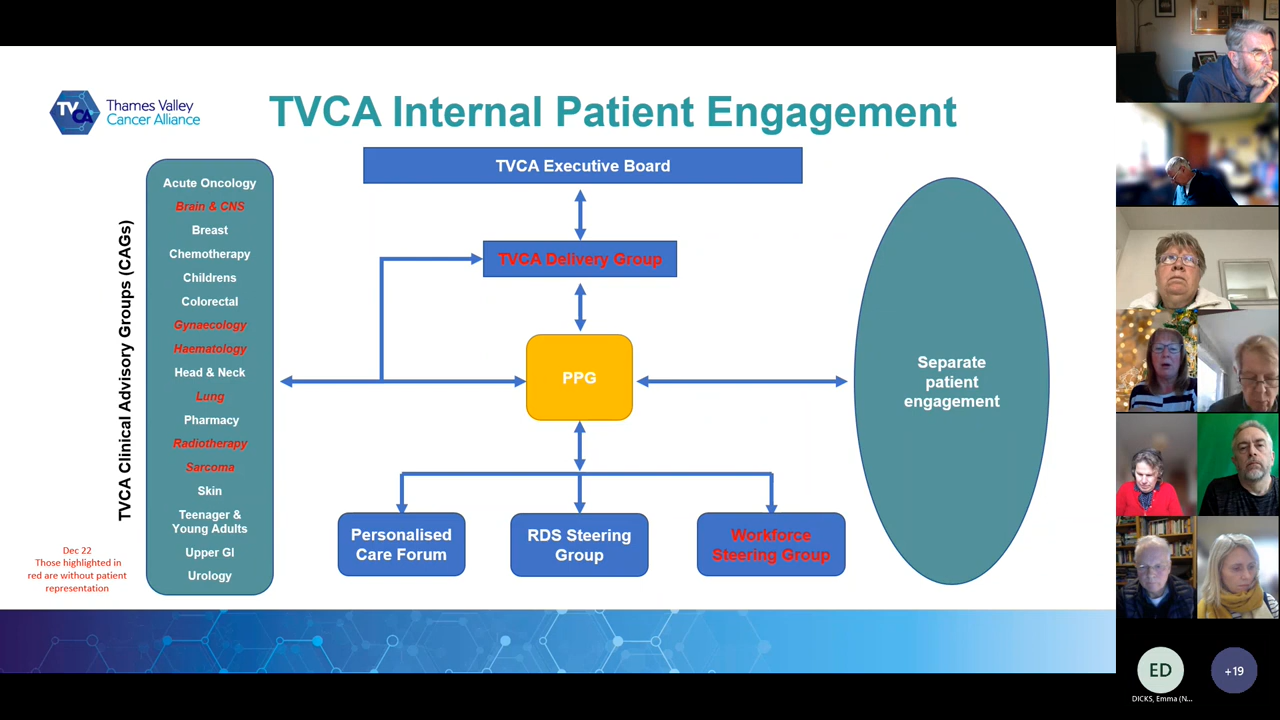 TVCA
Thames Valley
Cancer Alliance
TVCA Internal Patient Engagement
TVCA Executive Board
TVCA Delivery Group
PPG
Separate
patient
engagement
Personalised
Care Forum
RDS Steering
Group
Workforce
Steering Group
TVCA Clinical Advisory Groups (CAGs)
Acute Oncology
Brain & CNS
Breast
Chemotherapy
Childrens
Colorectal
Gynaecology
Haematology
Head & Neck
Lung
Pharmacy
Radiotherapy
Sarcoma
Skin
Teenager &
Young Adults
Upper GI
Urology
Dec 22
Those highlighted in
red are without patient
representation
ED
+19
DICKS, Emma (N...